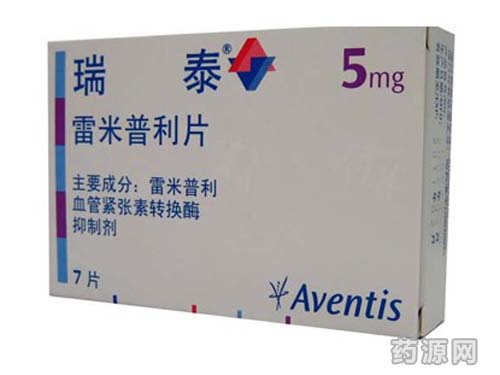 瑞 泰®
5mg
雷米普利片
主要成分：雷米普利
血管紧张素转换酶
抑制剂
7片
Aventis
药源网